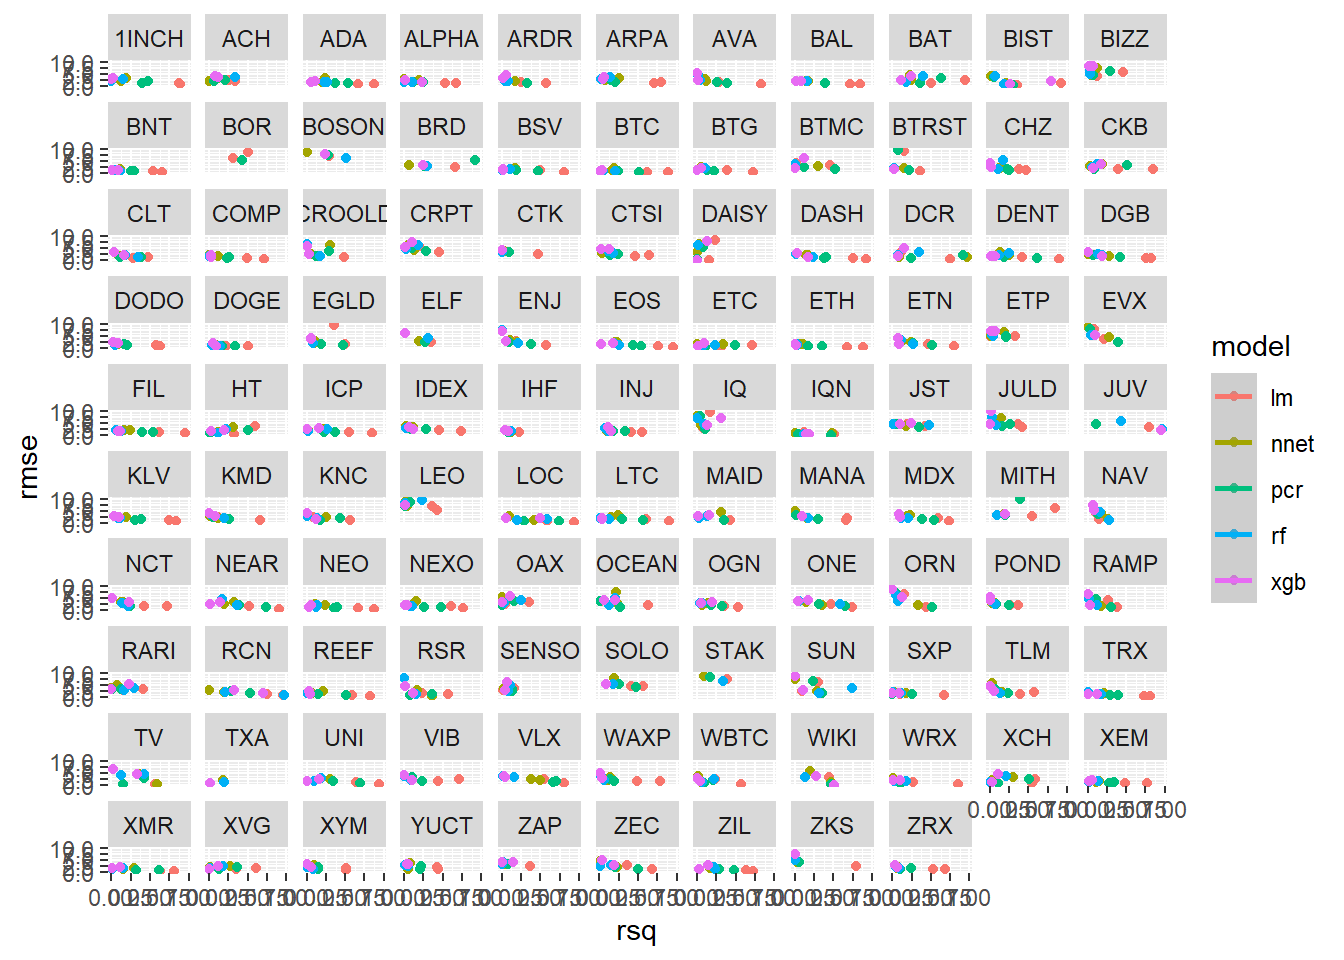 1INCH ACH ADA ALPHA ARDR ARPA AVA BAL BAT BIST BIZZ
BNT BOR BOSON BRD BSV BTC BTG BTMC BTRST CHZ CKB
CLT COMP CROOLD CRPT CTK CTSI DAISY DASH DCR DENT DGB
DODO DOGE EGLD ELF ENJ EOS ETC ETH ETN ETP EVX
FIL HT ICP IDEX IHF INJ IQ IQN JST JULD JUV
KLV KMD KNC LEO LOC LTC MAID MANA MDX MITH NAV
NCT NEAR NEO NEXO OAX OCEAN OGN ONE ORN POND RAMP
RARI RCN REEF RSR SENSO SOLO STAK SUN SXP TLM TRX
TV TXA UNI VIB VLX WAXP WBTC WIKI WRX XCH XEM
XMR XVG XYM YUCT ZAP ZEC ZIL ZKS ZRX
rsq
rmse
model
lm
nnet
pcr
rf
xgb